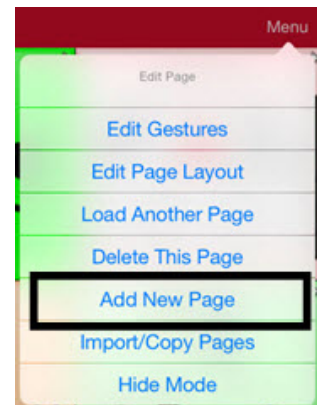 Menu
Edit Page
Edit Gestures
Edit Page Layout
Load Another Page
Delete This Page
Add New Page
Import/Copy Pages
Hide Mode